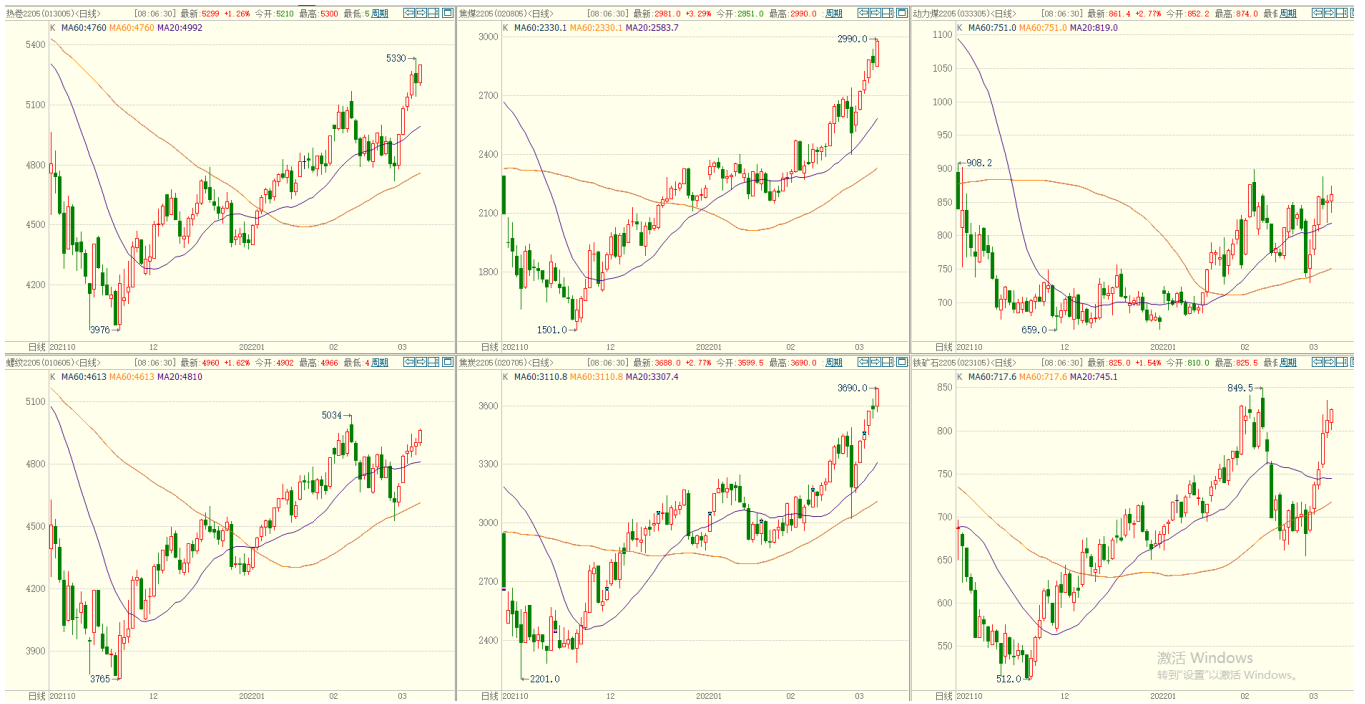 热卷2205(013005)<日线> [08:06:30] 最新:5299 +1.26% 今开:5210 最高:5300 最低:5 周期
K MA60:4760 MA60:4760 MA20:4992
5400
5100
4800
4500
4200
5330
3976
日线 202110 12 202201 02 03
焦煤2205(020805)<日线> [08:06:30] 最新:2981.0 +3.29% 今开:2851.0 最高:2990.0 周期
K MA60:2330.1 MA60:2330.1 MA20:2583.7
3000
2700
2400
2100
1800
2990.0
1501.0
日线 202110 12 202201 02 03
动力煤2205(033305)<日线> [08:06:30] 最新:861.4 +2.77% 今开:852.2 最高:874.0 最 周期
K MA60:751.0 MA60:751.0 MA20:819.0
1100
1050
1000
950
900
850
800
750
700
908.2
659.0
日线 202110 12 202201 02 03
螺纹2205(010605)<日线> [08:06:30] 最新:4960 +1.62% 今开:4902 最高:4966 最低:4 周期
K MA60:4613 MA60:4613 MA20:4810
5100
4800
4500
4200
3900
5034
3765
日线 202110 12 202201 02 03
焦炭2205(020705)<日线> [08:06:30] 最新:3688.0 +2.77% 今开:3599.5 最高:3690.0 周期
K MA60:3110.8 MA60:3110.8 MA20:3307.4
3600
3300
3000
2700
2400
3690.0
2201.0
日线 202110 12 202201 02 03
铁矿石2205(023105)<日线> [08:06:30] 最新:825.0 +1.54% 今开:810.0 最高:825.5 最 周期
K MA60:717.6 MA60:717.6 MA20:745.1
850
800
750
700
650
600
550
849.5
512.0
日线 202110 12 202201 02 03
激活 Windows
转到"设置"以激活 Windows。